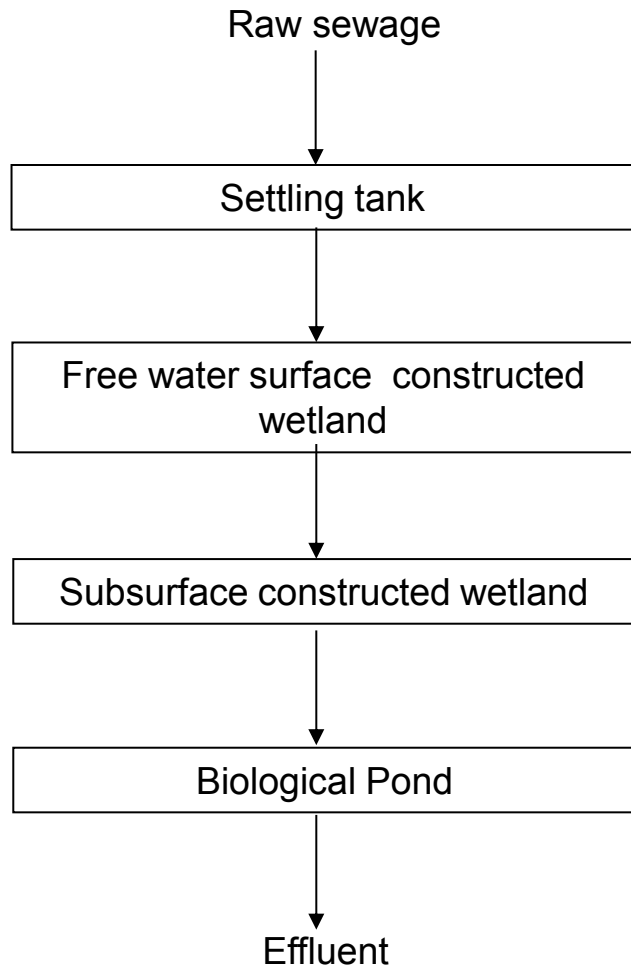 Raw sewage
Settling tank
Free water surface constructed
wetland
Subsurface constructed wetland
Biological Pond
Effluent